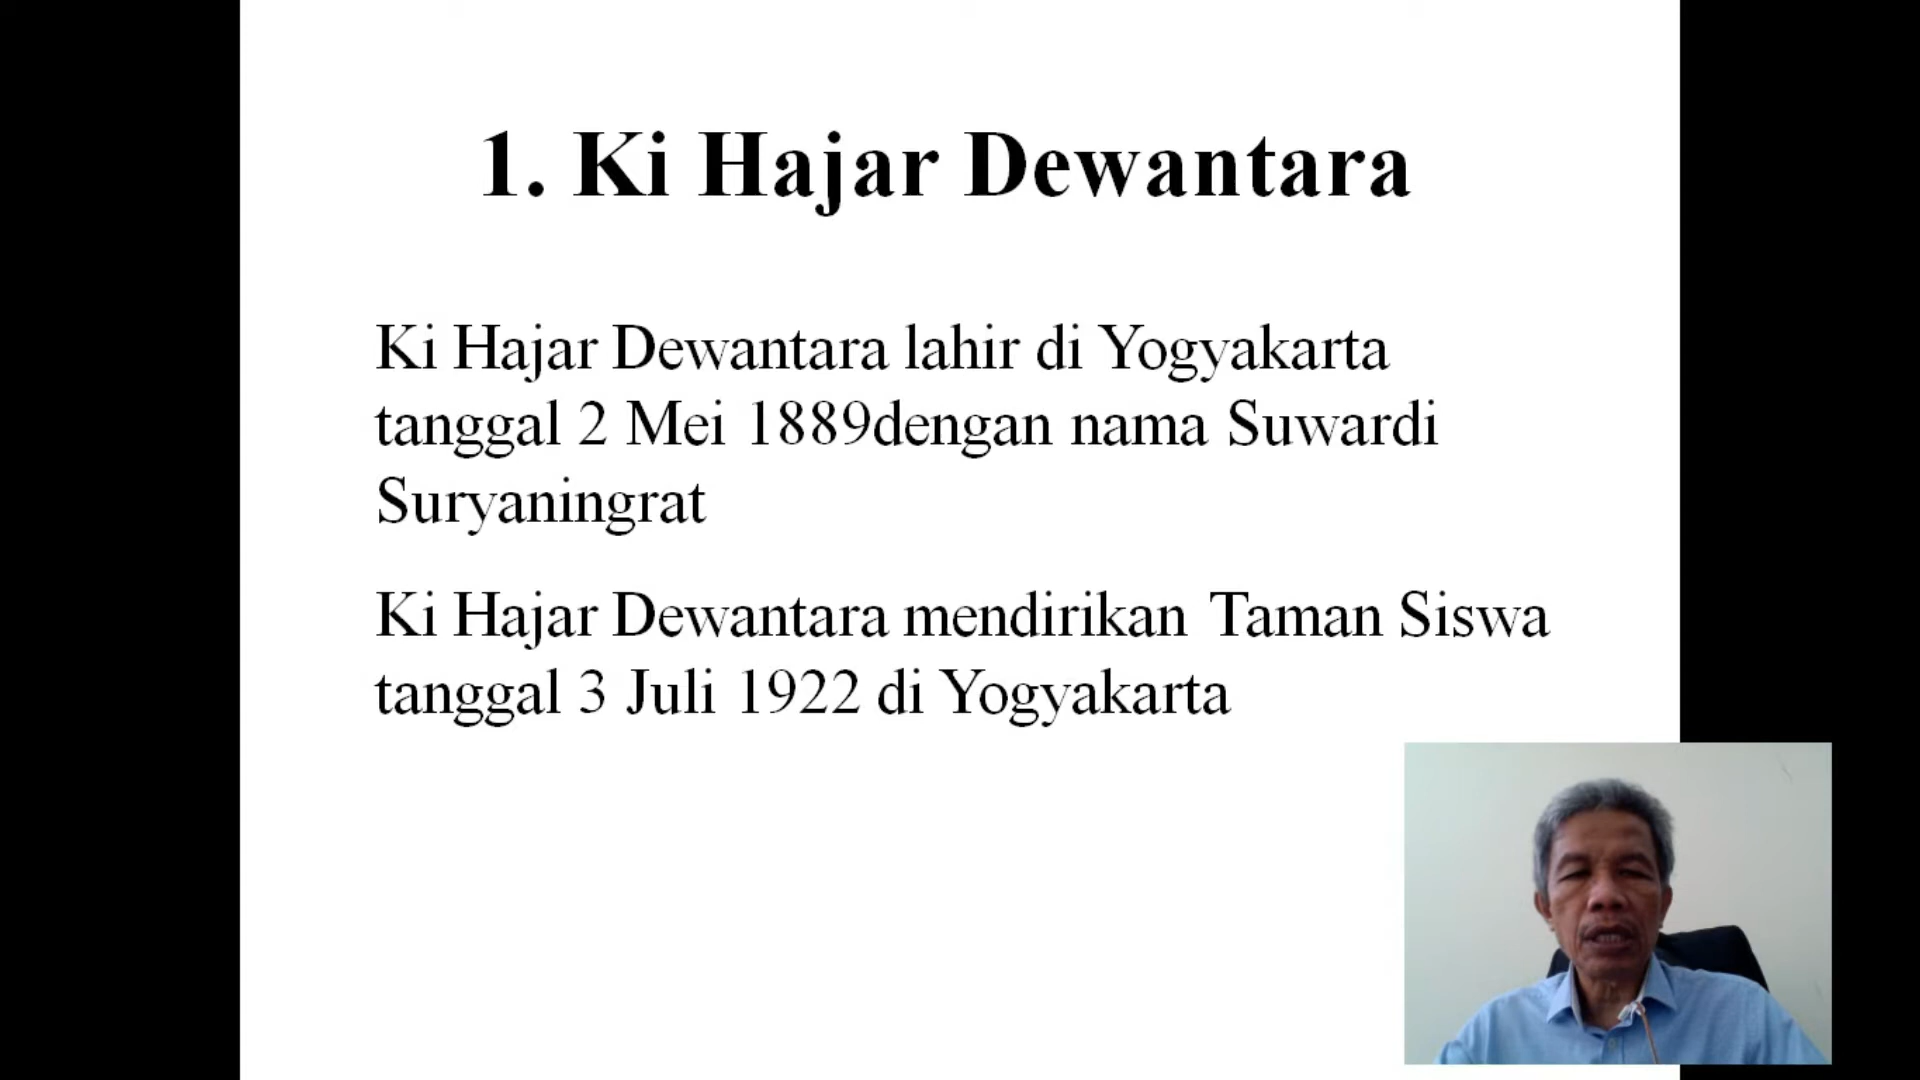 1. Ki Hajar Dewantara
Ki Hajar Dewantara lahir di Yogyakarta
tanggal 2 Mei 1889dengan nama Suwardi
Suryaningrat
Ki Hajar Dewantara mendirikan Taman Siswa
tanggal 3 Juli 1922 di Yogyakarta